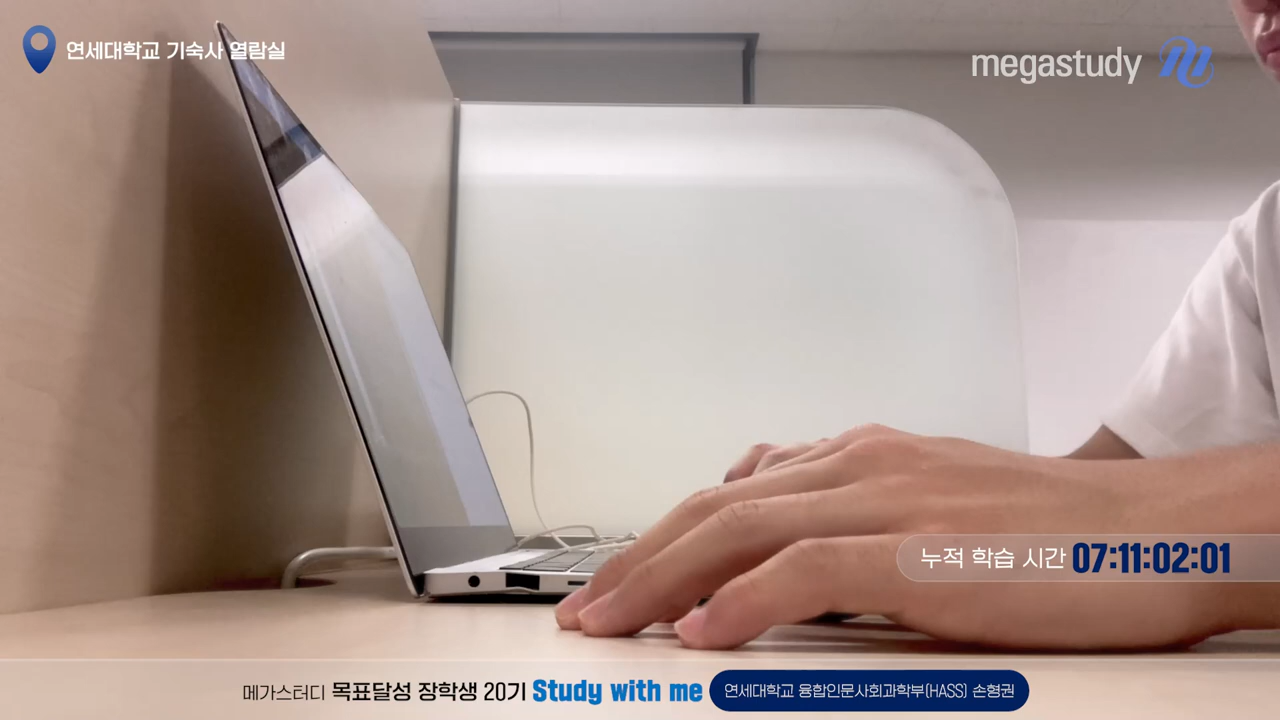 연세대학교 기숙사 열람실
megastudy
누적 학습 시간 07:11:02:01
메가스터디 목표달성 장학생 20기 Study with me 연세대학교 융합인문사회과학부(HASS) 손형권